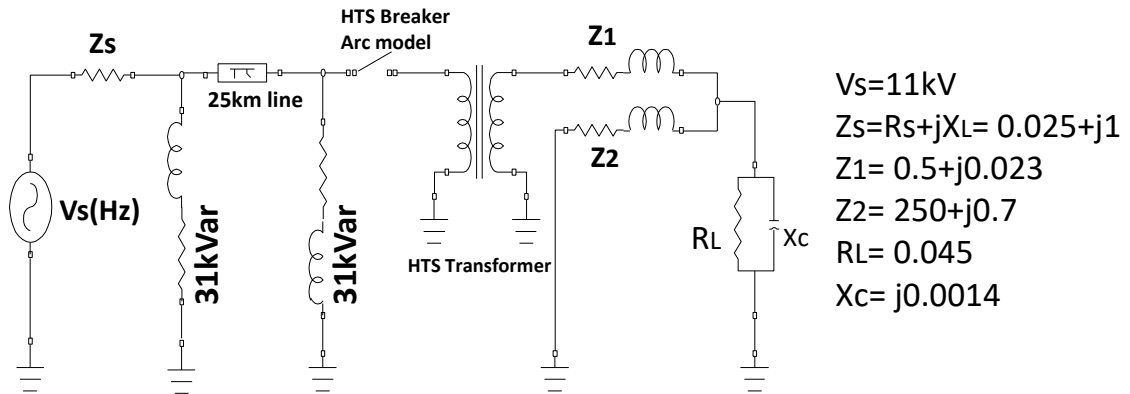 HTS Breaker
Arc model
Zs
Z1
25km line
Z2
Vs(Hz)
31kVar
31kVar
HTS Transformer
RL
Xc
Vs=11kV
Zs=Rs+jXL= 0.025+j1
Z1= 0.5+j0.023
Z2= 250+j0.7
RL= 0.045
Xc= j0.0014